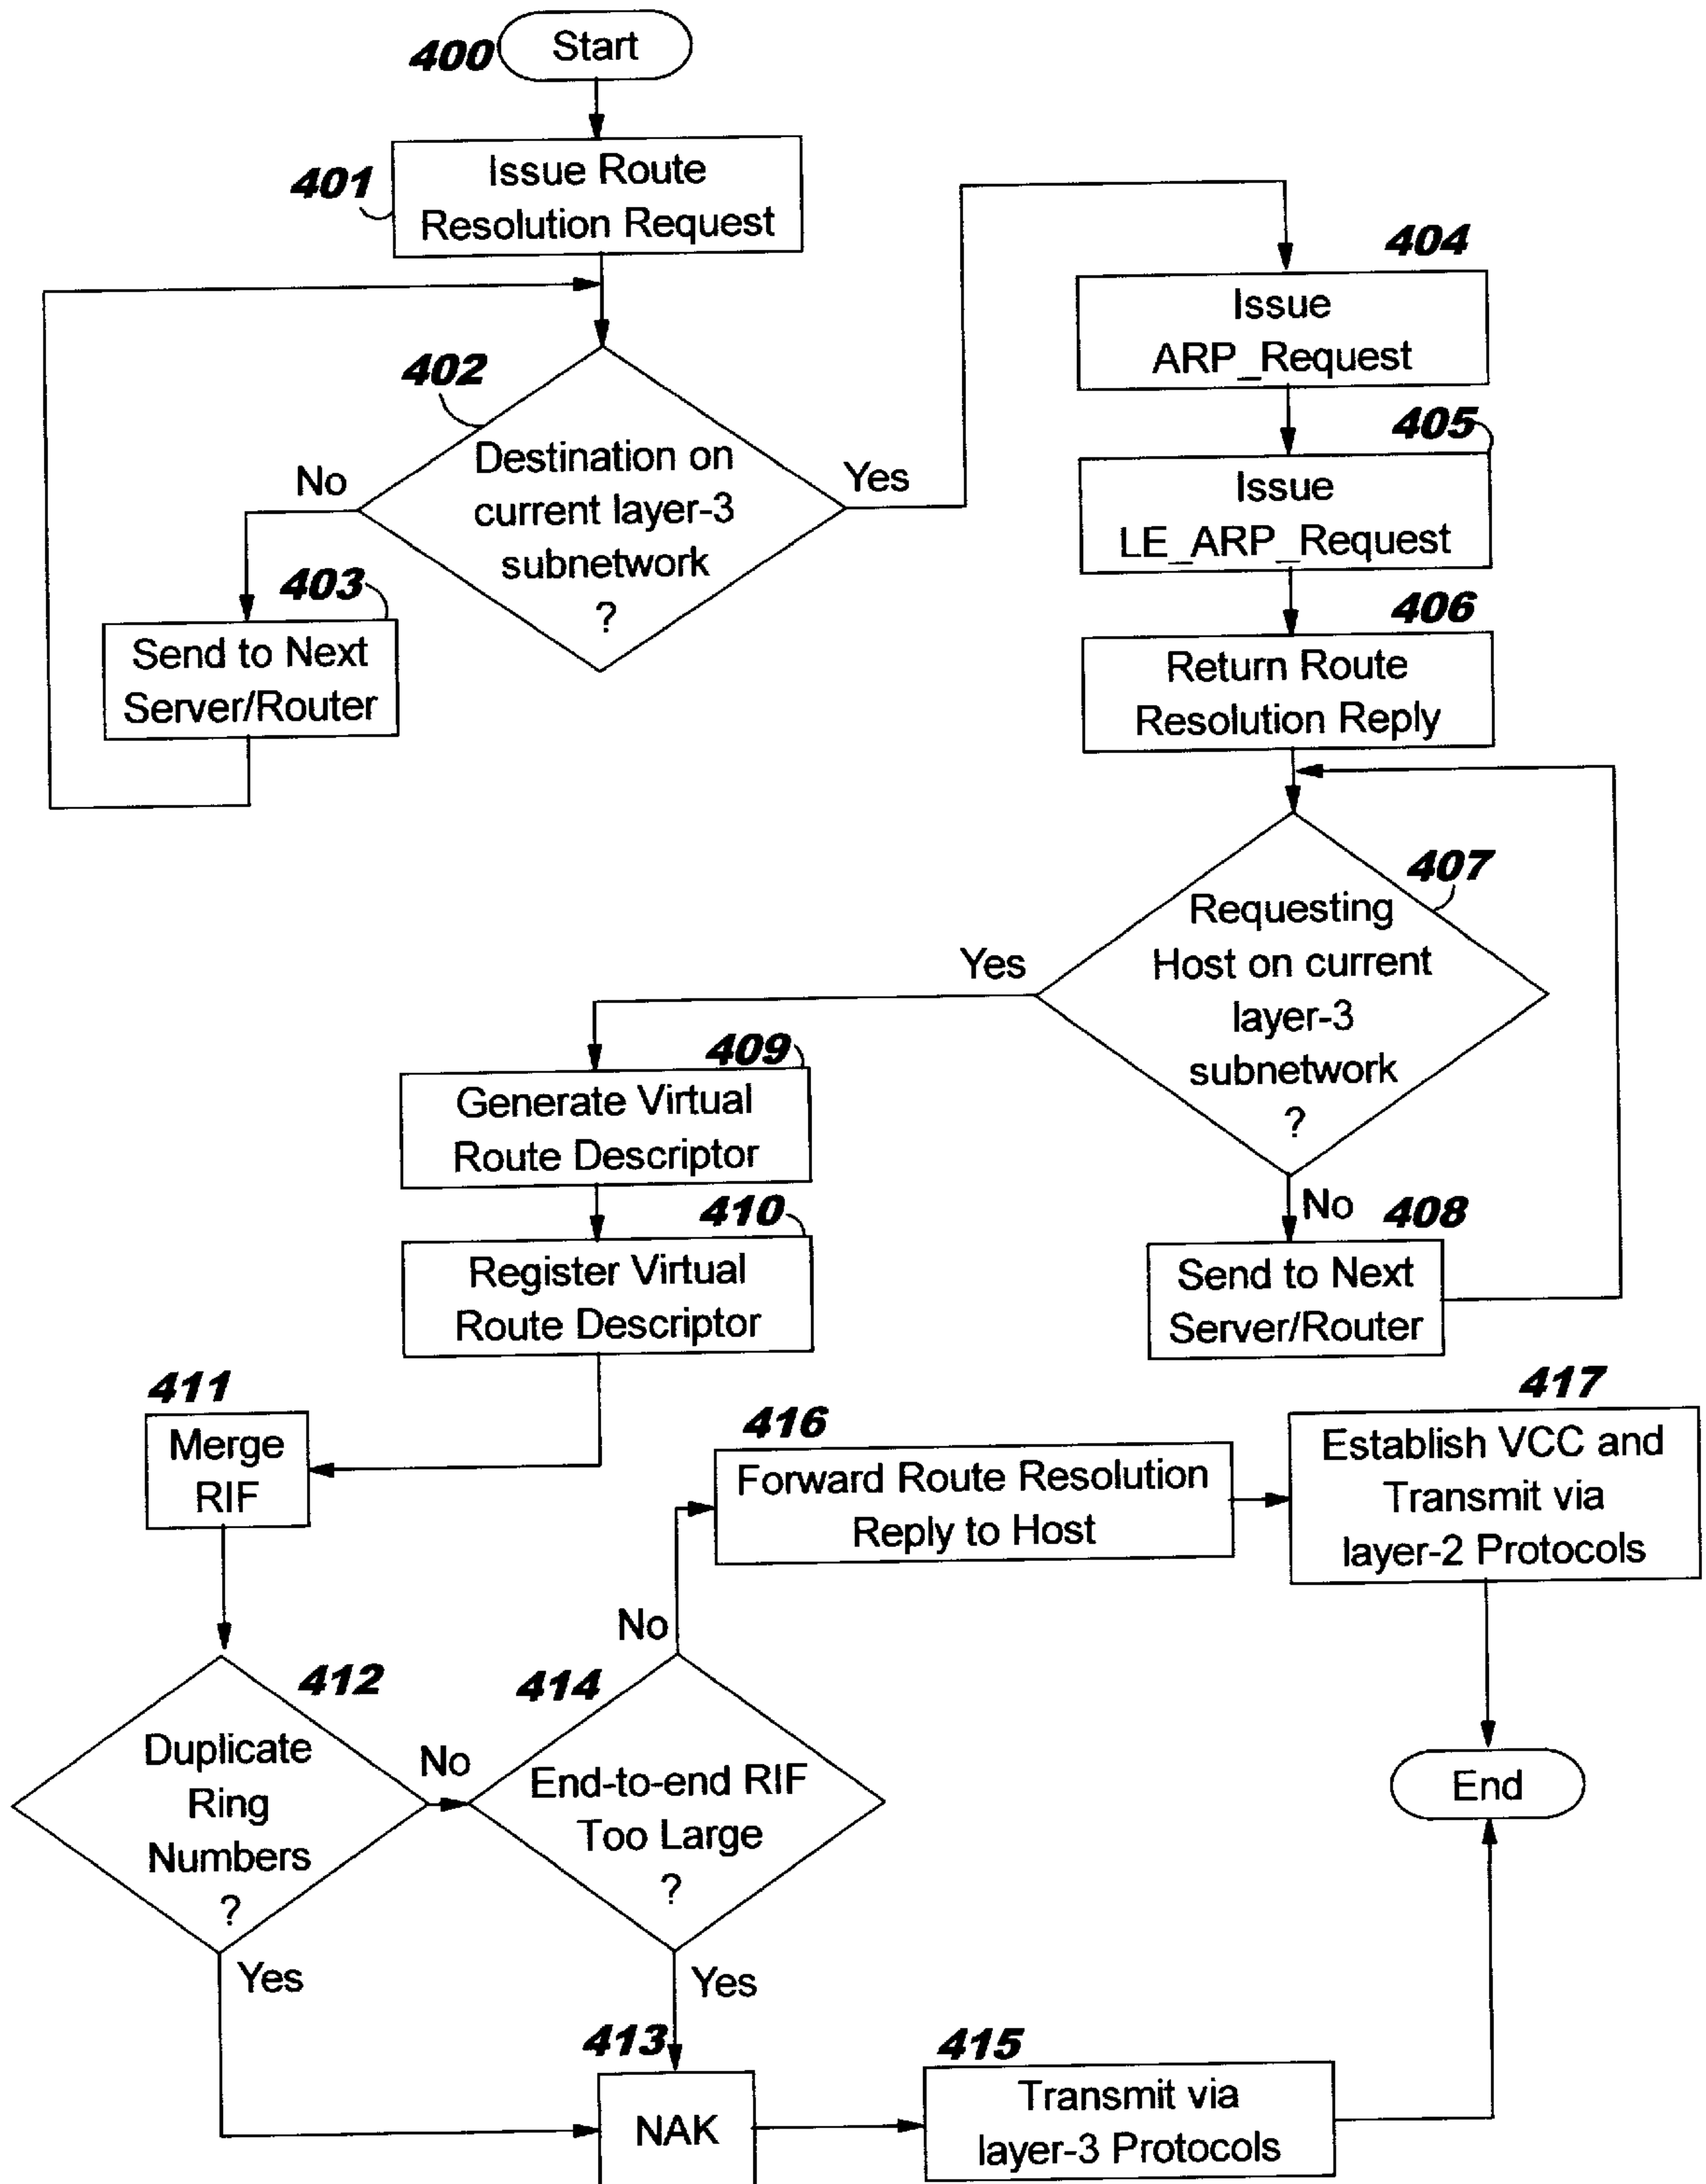 400
Start
401
Issue Route
Resolution Request
402
Destination on
current layer-3
subnetwork
?
No
Yes
403
Send to Next
Server/Router
404
Issue
ARP_Request
405
Issue
LE_ARP_Request
406
Return Route
Resolution Reply
407
Requesting
Host on current
layer-3
subnetwork
?
Yes
No
408
Send to Next
Server/Router
409
Generate Virtual
Route Descriptor
410
Register Virtual
Route Descriptor
411
Merge
RIF
412
Duplicate
Ring
Numbers
?
No
Yes
414
End-to-end RIF
Too Large
?
No
Yes
416
Forward Route Resolution
Reply to Host
417
Establish VCC and
Transmit via
layer-2 Protocols
End
413
NAK
415
Transmit via
layer-3 Protocols